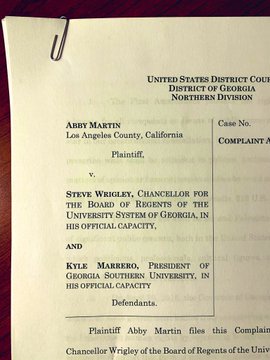 UNITED STATES DISTRICT COU
DISTRICT OF GEORGIA
NORTHERN DIVISION
ABBY MARTIN
Los Angeles County, California
Plaintiff,
v.
STEVE WRIGLEY, CHANCELLOR FOR
THE BOARD OF REGENTS OF THE
UNIVERSITY SYSTEM OF GEORGIA, IN
HIS OFFICIAL CAPACITY,
AND
KYLE MARRERO, PRESIDENT OF
GEORGIA SOUTHERN UNIVERSITY, IN
HIS OFFICIAL CAPACITY
Defendants.
Case No.
COMPLAINT A
Plaintiff Abby Martin files this Complain
Chancellor Wrigley of the Board of Regents of the Univer